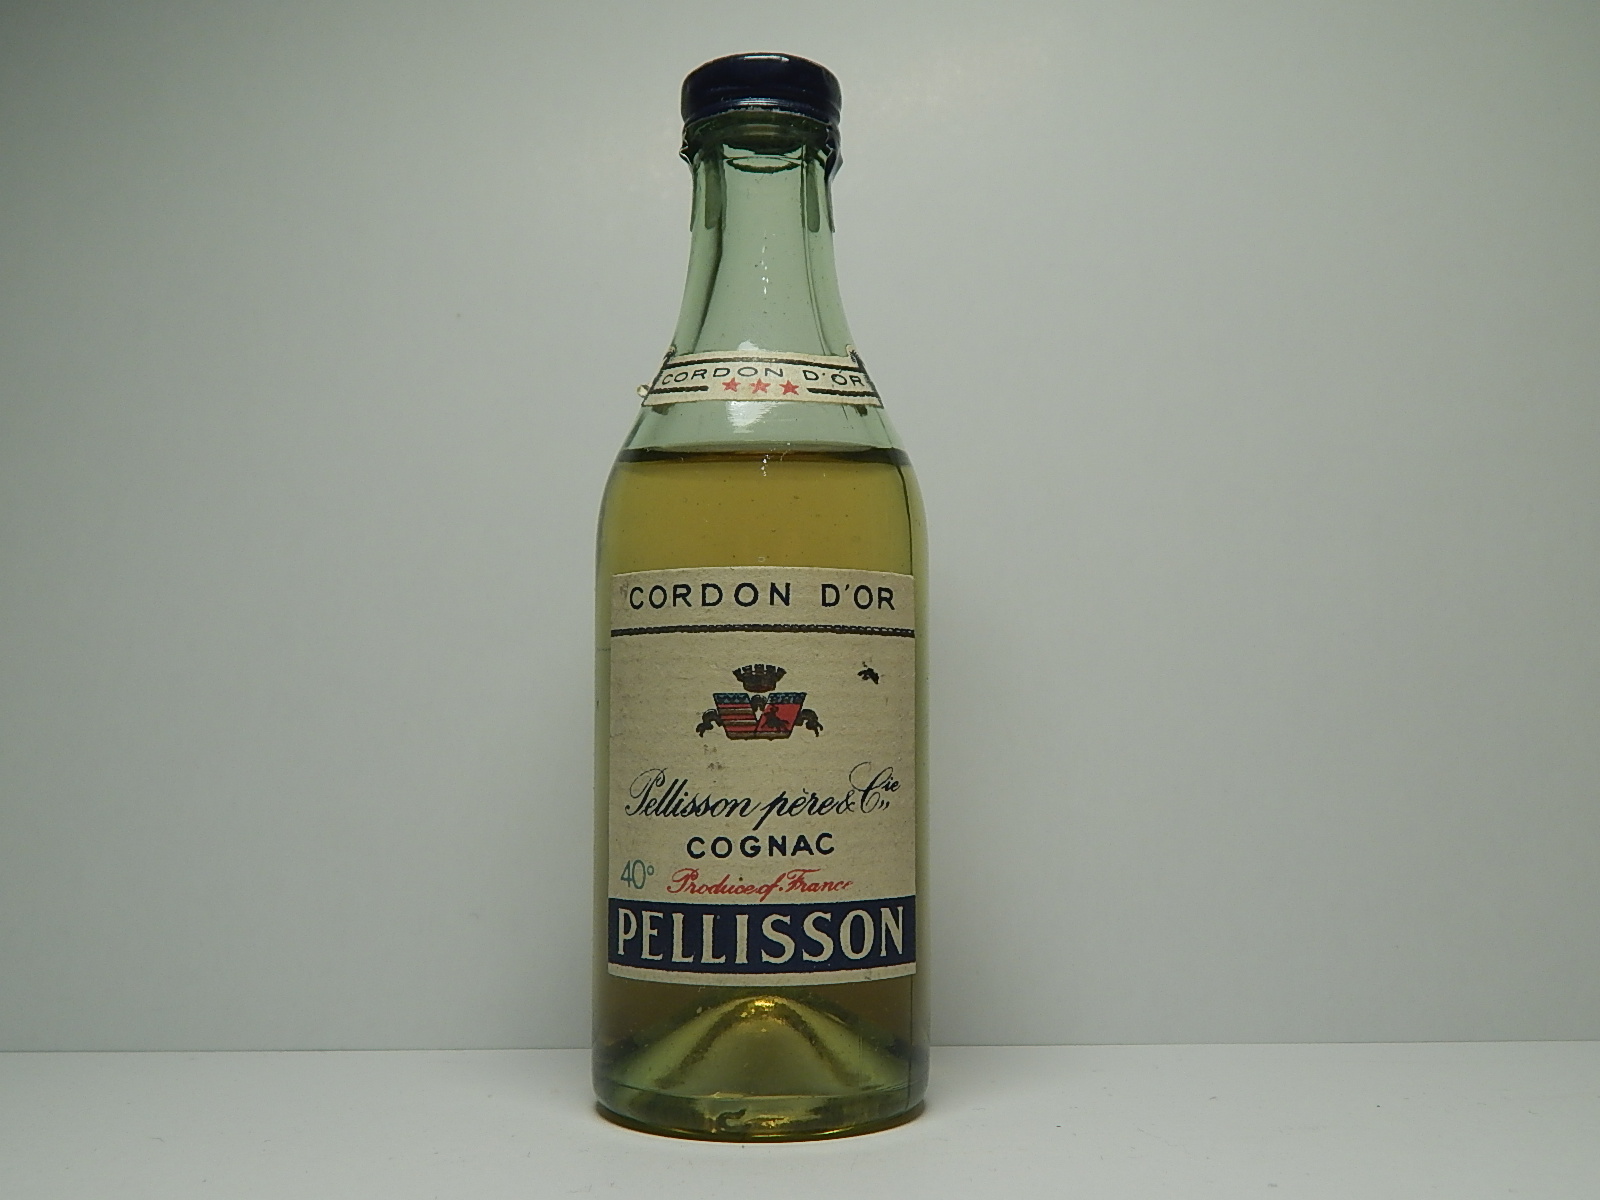 CORDON D'OR
★★★
CORDON D'OR
Pellisson père & Cie
COGNAC
40° Produce of France
PELLISSON